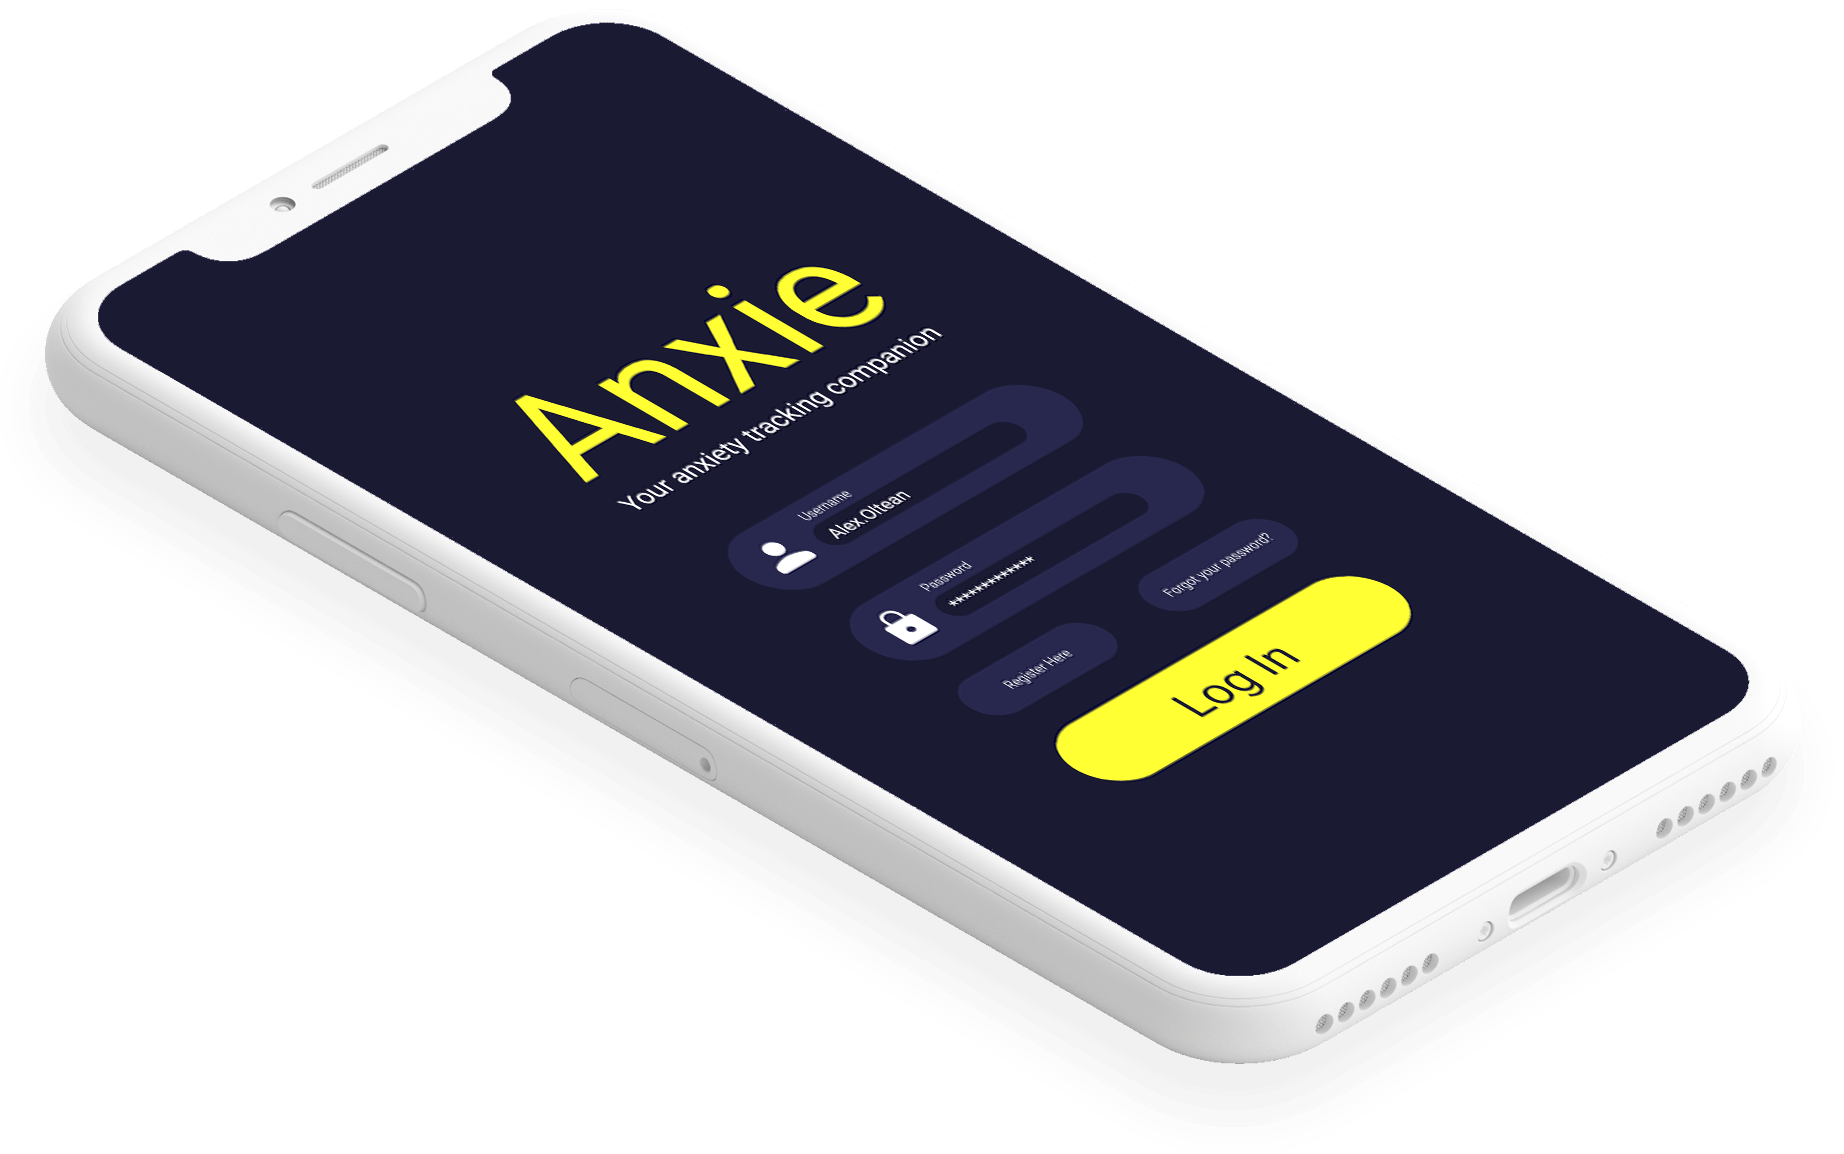 Anxie
Your anxiety tracking companion
Username
Alex.Oltean
Password
*************
Register Here
Forgot your password?
Log In